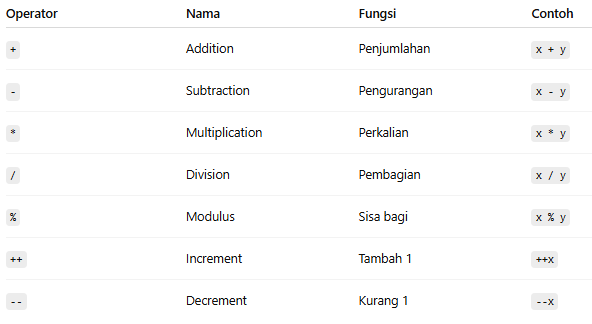 Operator Nama Fungsi Contoh
+ Addition Penjumlahan x + y
- Subtraction Pengurangan x - y
* Multiplication Perkalian x * y
/ Division Pembagian x / y
% Modulus Sisa bagi x % y
++ Increment Tambah 1 ++x
-- Decrement Kurang 1 --x